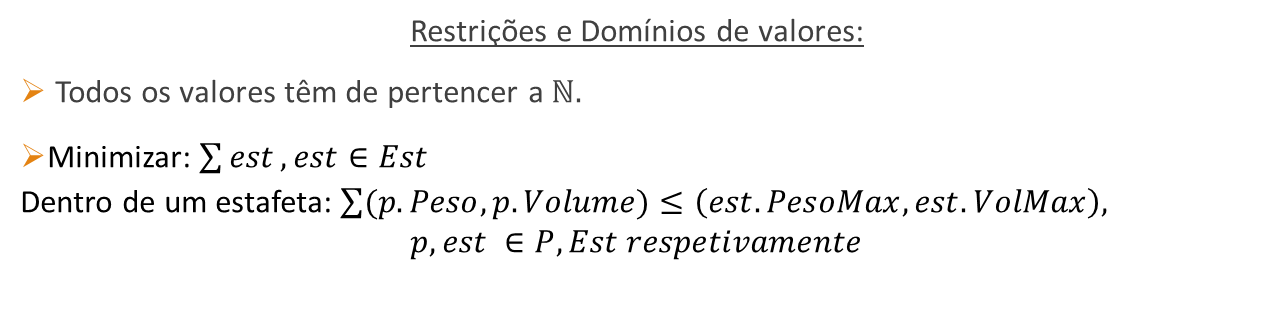 Restrições e Domínios de valores:
➢ Todos os valores têm de pertencer a ℕ.
➢Minimizar: ∑ est , est ∈ Est
Dentro de um estafeta: ∑(p. Peso, p. Volume) ≤ (est. PesoMax, est. VolMax),
p, est ∈ P, Est respetivamente